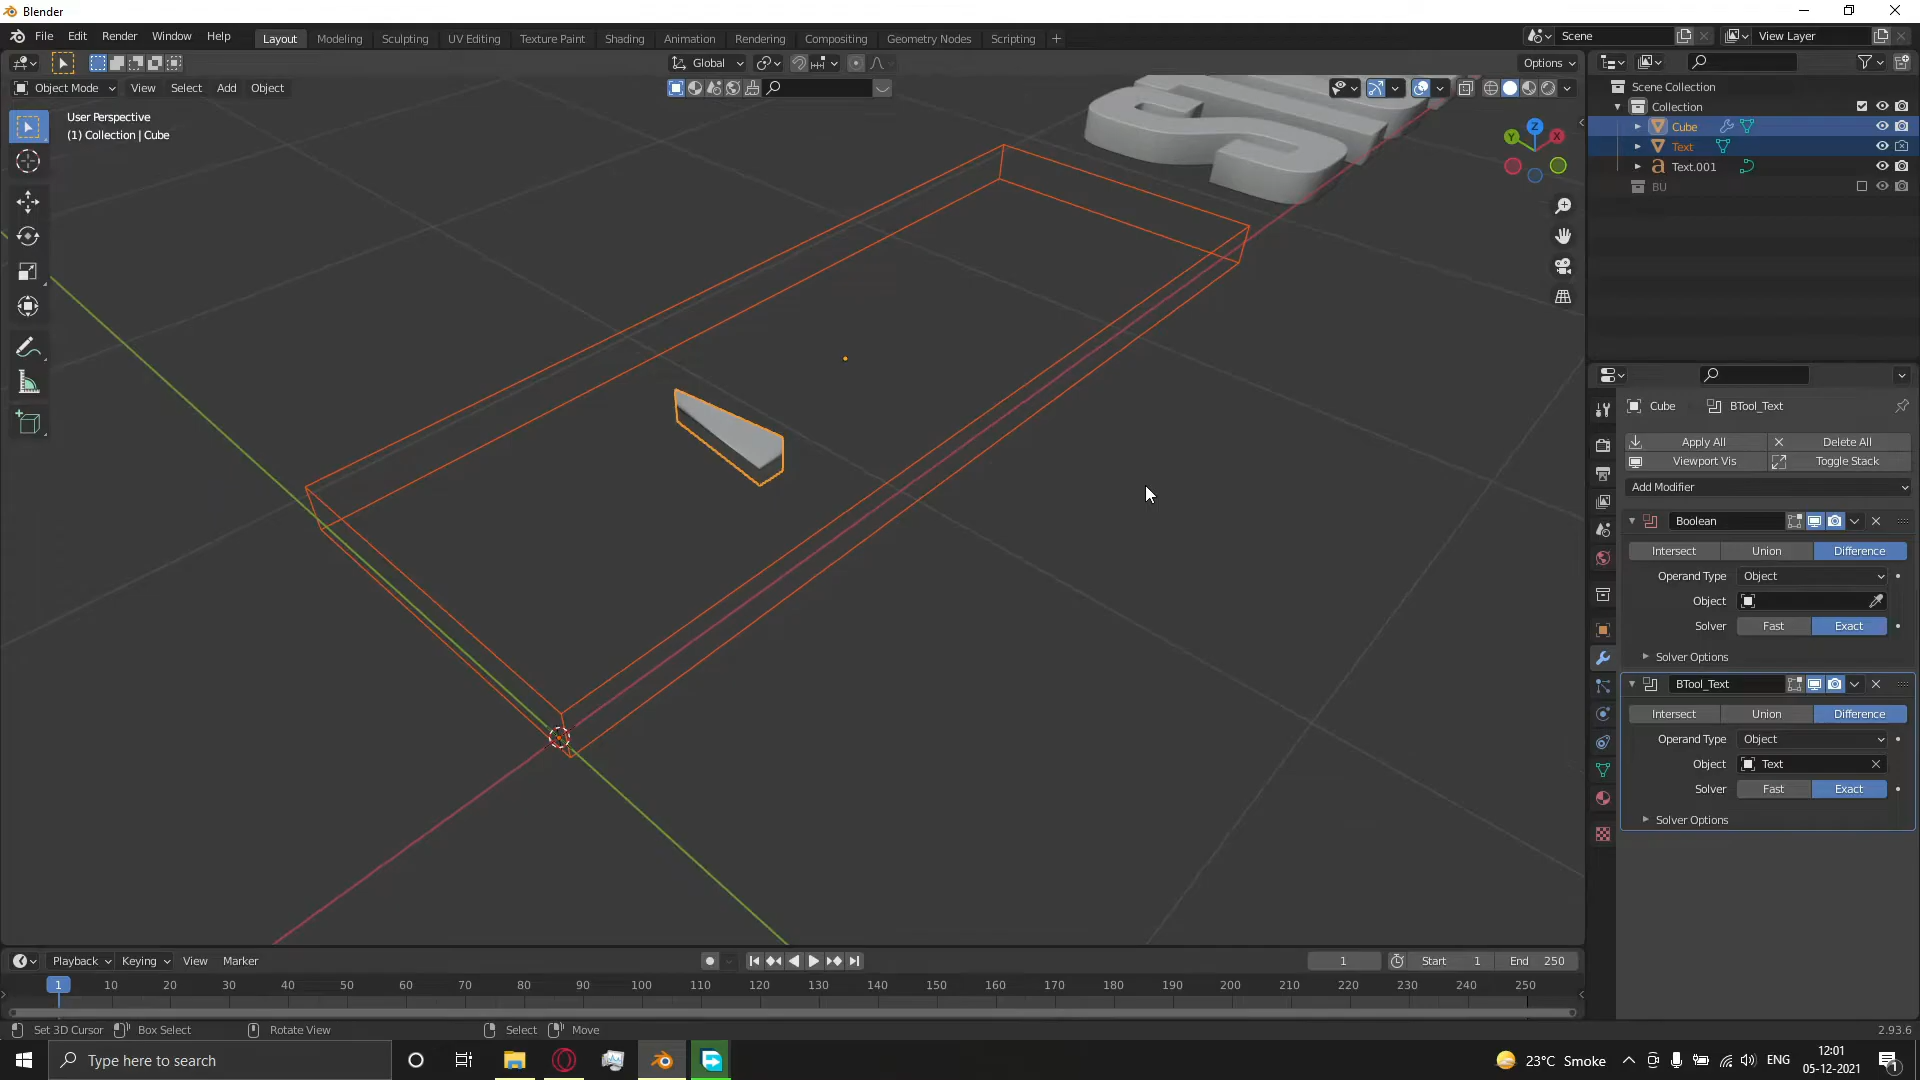 Blender
File Edit Render Window Help
Layout Modeling Sculpting UV Editing Texture Paint Shading Animation Rendering Compositing Geometry Nodes Scripting +
Scene View Layer
Global Options
Object Mode View Select Add Object
User Perspective
(1) Collection | Cube
Z
Y X
Scene Collection
Collection
Cube
Text
Text.001
BU
Cube BTool_Text
Apply All Delete All
Viewport Vis Toggle Stack
Add Modifier
Boolean
Intersect Union Difference
Operand Type Object
Object
Solver Fast Exact
Solver Options
BTool_Text
Intersect Union Difference
Operand Type Object
Object Text
Solver Fast Exact
Solver Options
Playback Keying View Marker
1 Start 1 End 250
1 10 20 30 40 50 60 70 80 90 100 110 120 130 140 150 160 170 180 190 200 210 220 230 240 250
Set 3D Cursor Box Select Rotate View Select Move
2.93.6
Type here to search
23°C Smoke ENG 12:01
05-12-2021
1